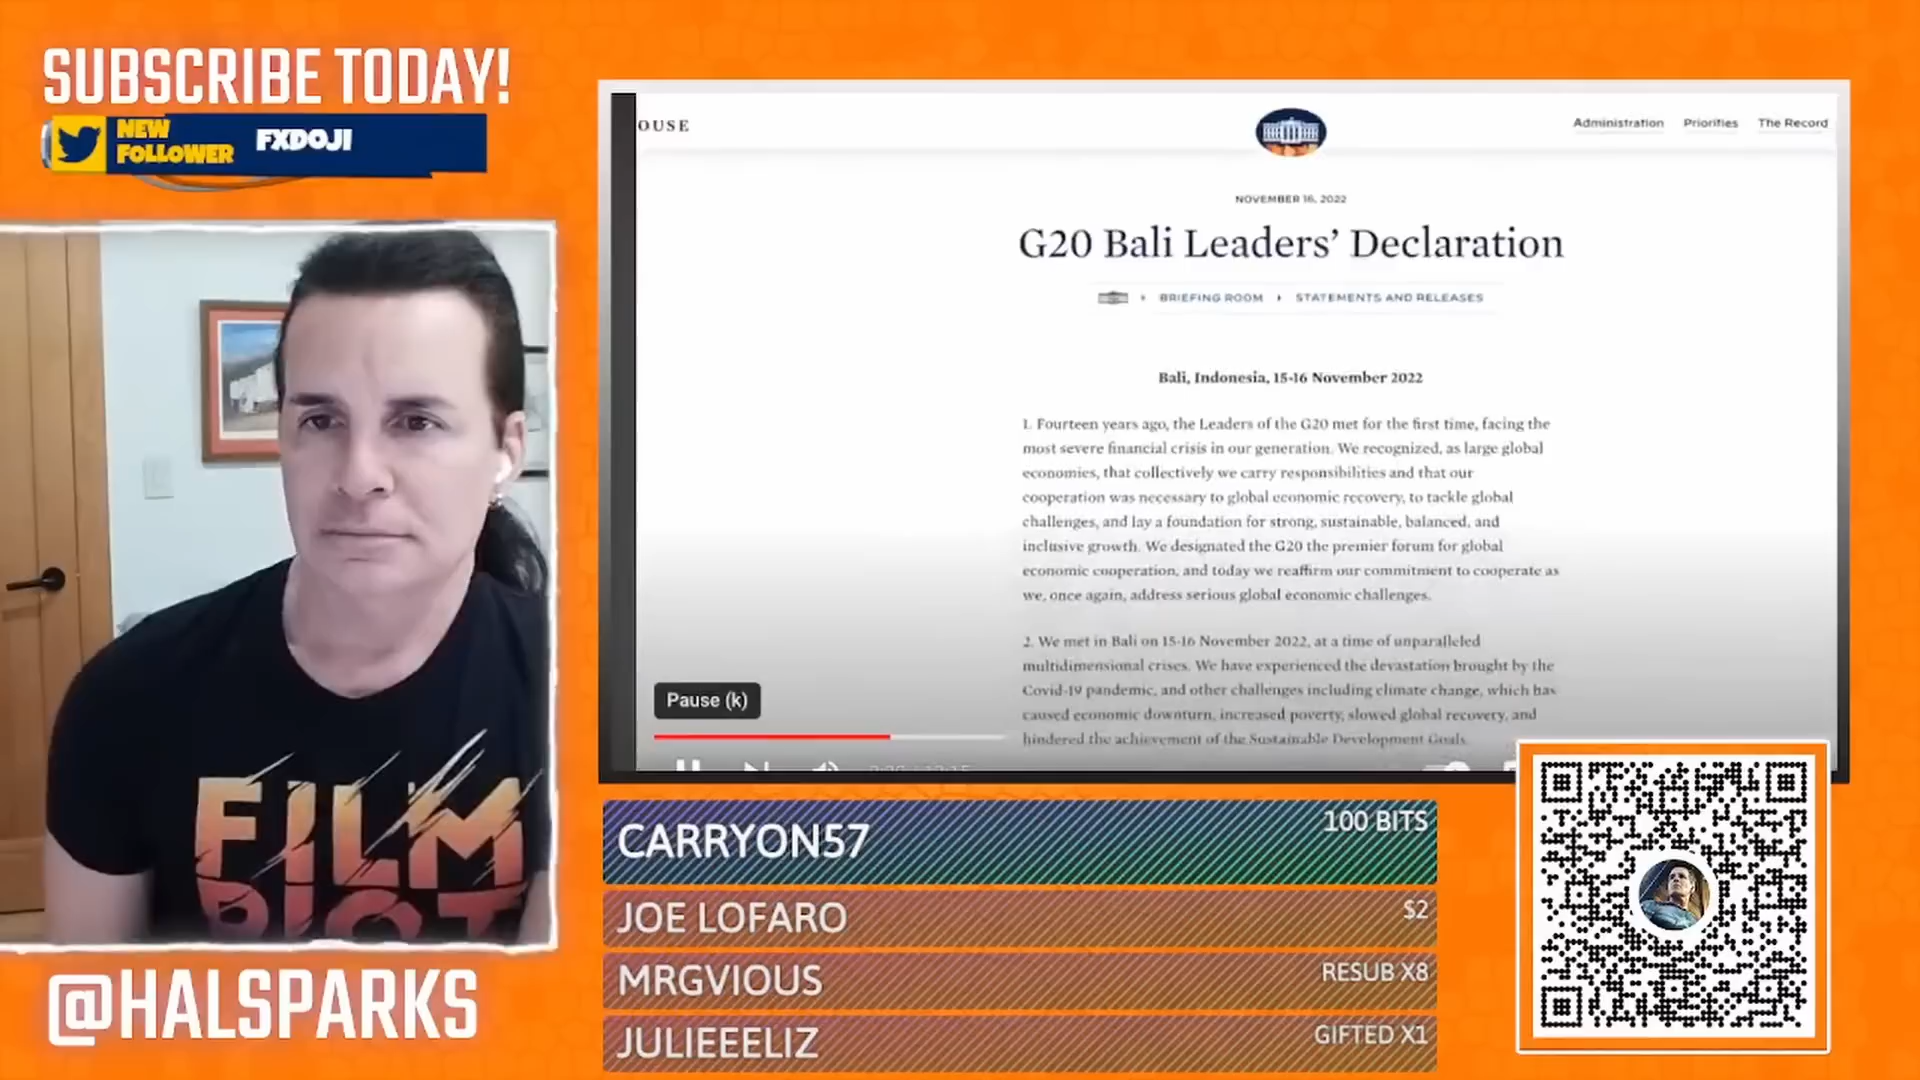 SUBSCRIBE TODAY!
NEW
FOLLOWER
FXDOJI
OUSE
Administration
Priorities
The Record
NOVEMBER 16, 2022
G20 Bali Leaders’ Declaration
BRIEFING ROOM
STATEMENTS AND RELEASES
Bali, Indonesia, 15-16 November 2022
1. Fourteen years ago, the Leaders of the G20 met for the first time, facing the
most severe financial crisis in our generation. We recognized, as large global
economies, that collectively we carry responsibilities and that our
cooperation was necessary to global economic recovery, to tackle global
challenges, and lay a foundation for strong, sustainable, balanced, and
inclusive growth. We designated the G20 the premier forum for global
economic cooperation, and today we reaffirm our commitment to cooperate as
we, once again, address serious global economic challenges.
2. We met in Bali on 15-16 November 2022, at a time of unparalleled
multidimensional crises. We have experienced the devastation brought by the
Covid-19 pandemic, and other challenges including climate change, which has
caused economic downturn, increased poverty, slowed global recovery, and
hindered the achievement of the Sustainable Development Goals.
Pause (k)
FILM
RIOT
@HALSPARKS
CARRYON57
100 BITS
JOE LOFARO
$2
MRGVIOUS
RESUB X8
JULIEEELIZ
GIFTED X1